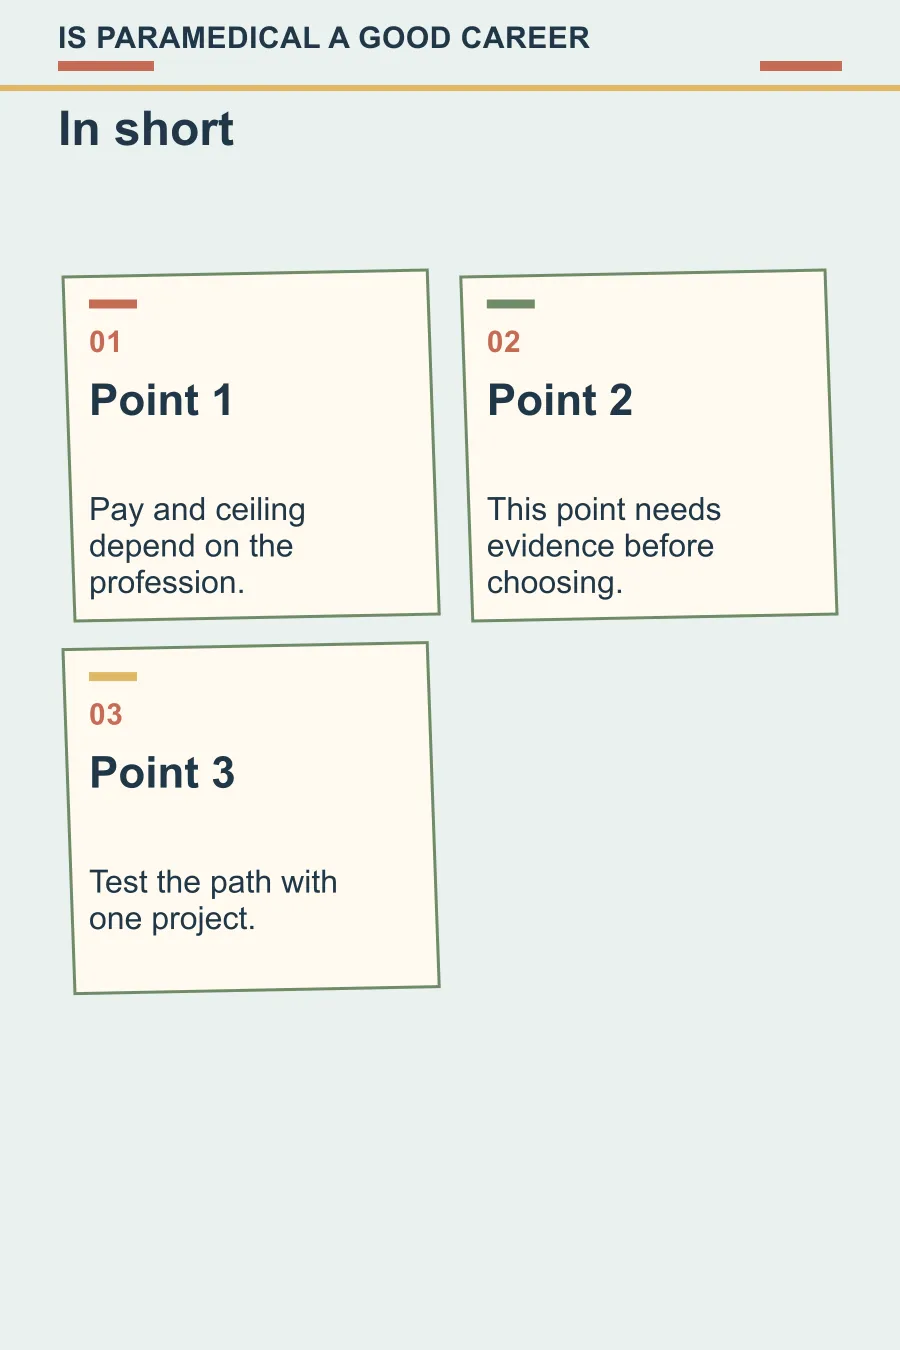 IS PARAMEDICAL A GOOD CAREER
In short
01
Point 1
Pay and ceiling
depend on the
profession.
02
Point 2
This point needs
evidence before
choosing.
03
Point 3
Test the path with
one project.